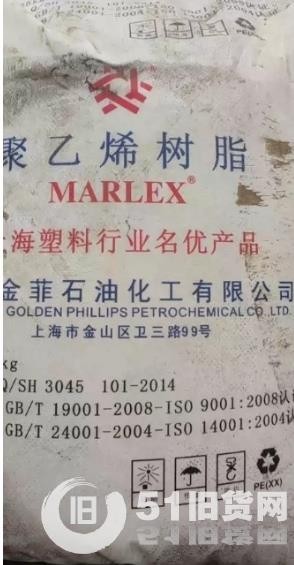 聚乙烯树脂
MARLEX®
海塑料行业名优产品
金菲石油化工有限公司
GOLDEN PHILLIPS PETROCHEMICAL CO.LT
上海市金山区卫三路99号
kg
Q/SH 3045 101-2014
GB/T 19001-2008-ISO 9001:2008认
GB/T 24001-2004-ISO 14001:2004认
PE(XX)
旧 51旧货网